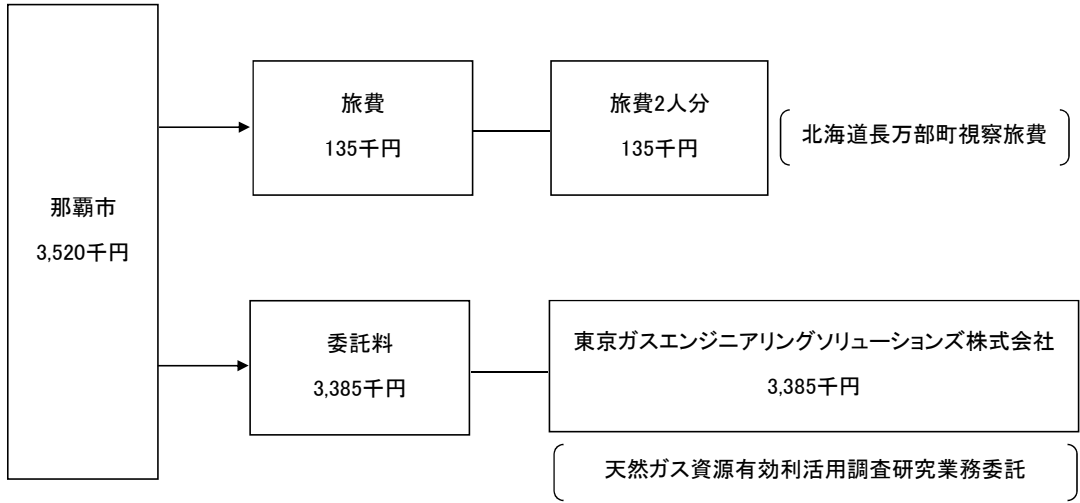 那覇市
3,520千円
旅費
135千円
旅費2人分
135千円
北海道長万部町視察旅費
委託料
3,385千円
東京ガスエンジニアリングソリューションズ株式会社
3,385千円
天然ガス資源有効利活用調査研究業務委託